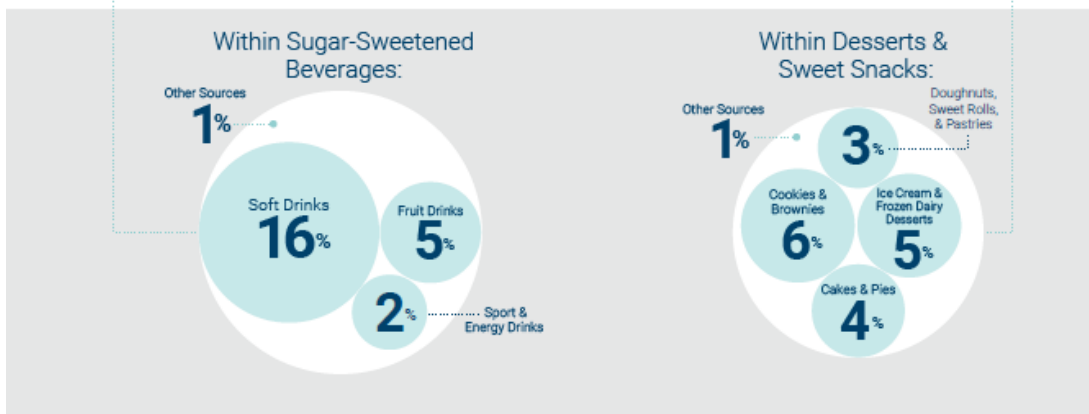 Within Sugar-Sweetened
Beverages:
Other Sources
1%
Soft Drinks
16%
Fruit Drinks
5%
2%
Sport &
Energy Drinks
Within Desserts &
Sweet Snacks:
Other Sources
1%
Doughnuts,
Sweet Rolls,
& Pastries
3%
Cookies &
Brownies
6%
Ice Cream &
Frozen Dairy
Desserts
5%
Cakes & Pies
4%